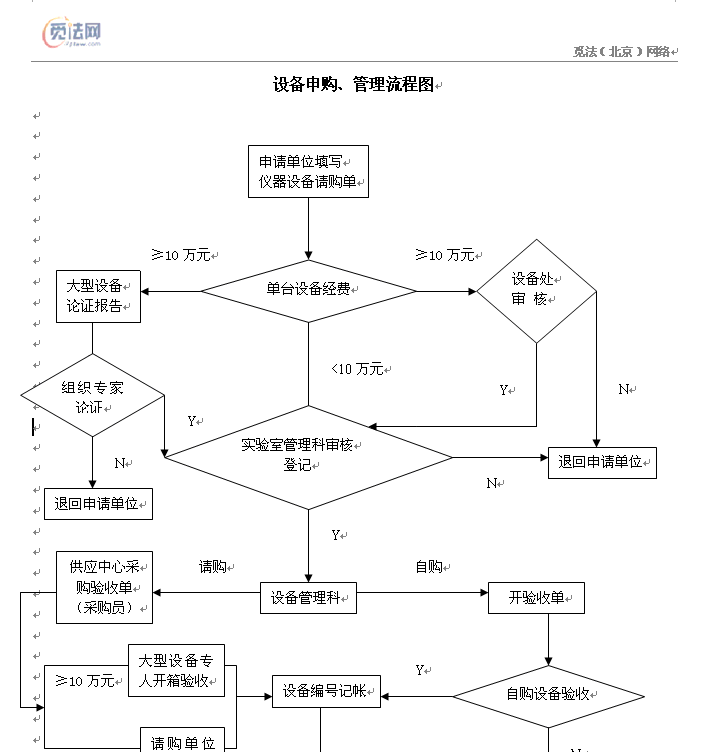 觅法网
觅法（北京）网络
设备申购、管理流程图
申请单位填写
仪器设备请购单
≥10 万元
≥10 万元
大型设备
论证报告
单台设备经费
设备处
审 核
<10 万元
组织专家
论证
Y
Y
N
实验室管理科审核
登记
退回申请单位
N
N
退回申请单位
Y
供应中心采
购验收单
（采购员）
请购
自购
设备管理科
开验收单
大型设备专
人开箱验收
≥10 万元
设备编号记帐
Y
自购设备验收
请购单位